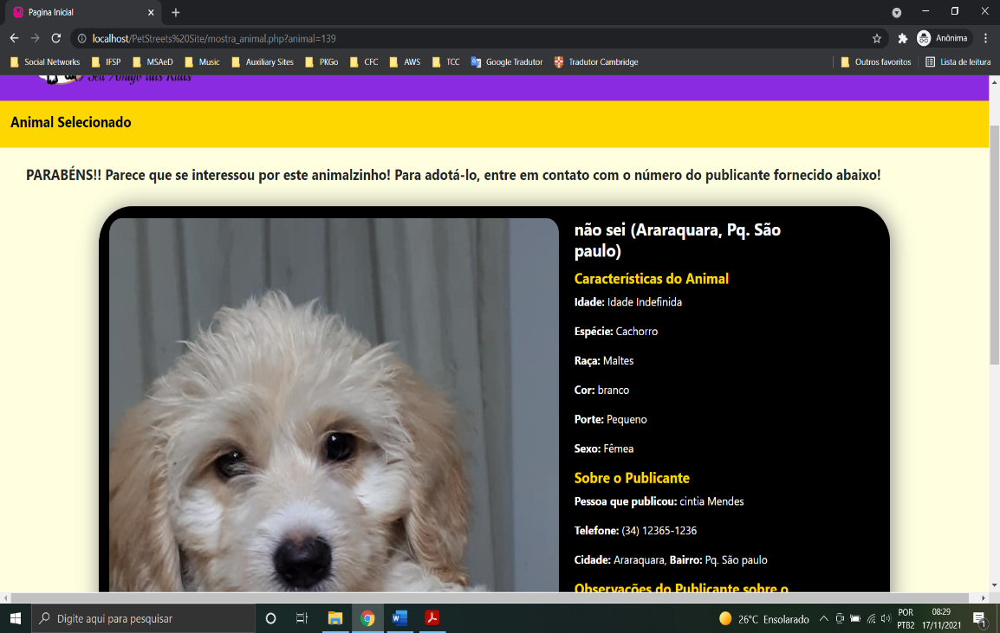 Pagina Inicial
localhost/PetStreets%20Site/mostra_animal.php?animal=139
Anônima
Social Networks IFSP MSAeD Music Auxiliary Sites PKGo CFC AWS TCC Google Tradutor Tradutor Cambridge Outros favoritos Lista de leitura
Seu Amigo das Ruas
Animal Selecionado
PARABÉNS!! Parece que se interessou por este animalzinho! Para adotá-lo, entre em contato com o número do publicante fornecido abaixo!
não sei (Araraquara, Pq. São
paulo)
Características do Animal
Idade: Idade Indefinida
Espécie: Cachorro
Raça: Maltes
Cor: branco
Porte: Pequeno
Sexo: Fêmea
Sobre o Publicante
Pessoa que publicou: cintia Mendes
Telefone: (34) 12365-1236
Cidade: Araraquara, Bairro: Pq. São paulo
Observações do Publicante sobre o
Digite aqui para pesquisar
26°C Ensolarado
POR
PTB2
08:29
17/11/2021
1